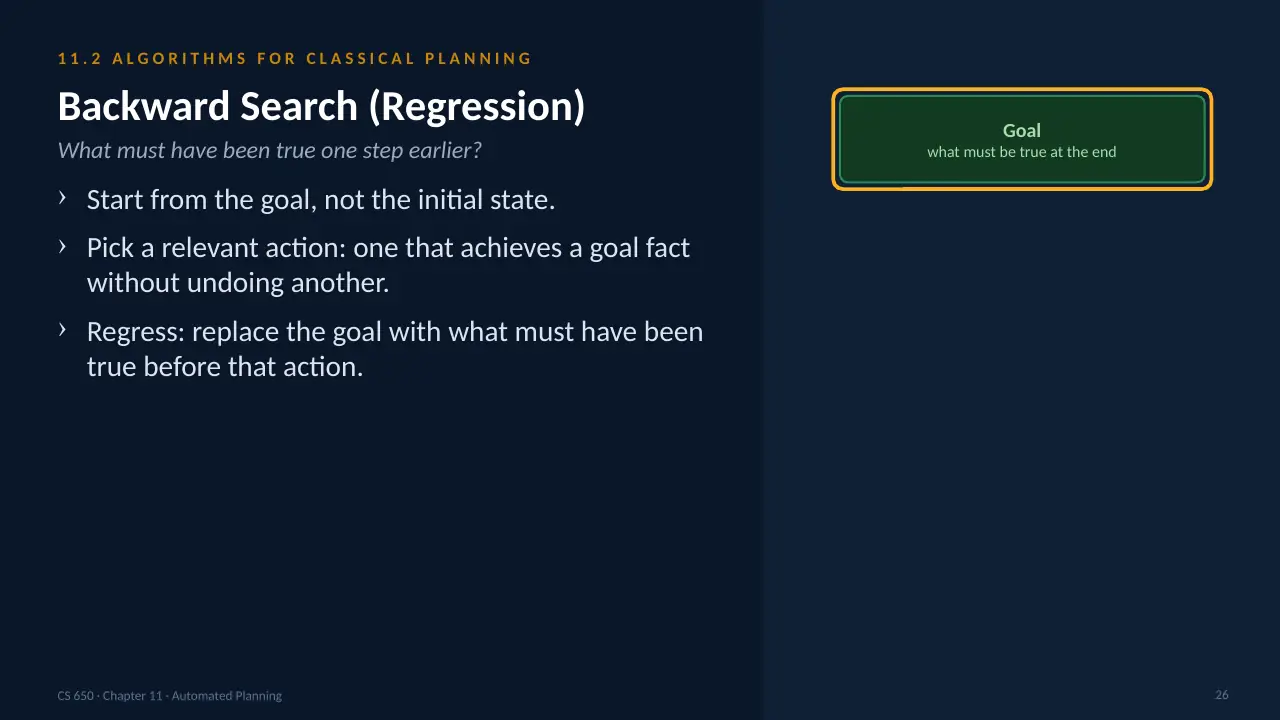 11.2 ALGORITHMS FOR CLASSICAL PLANNING
Backward Search (Regression)
What must have been true one step earlier?
› Start from the goal, not the initial state.
› Pick a relevant action: one that achieves a goal fact
without undoing another.
› Regress: replace the goal with what must have been
true before that action.
Goal
what must be true at the end
CS 650 · Chapter 11 · Automated Planning
26